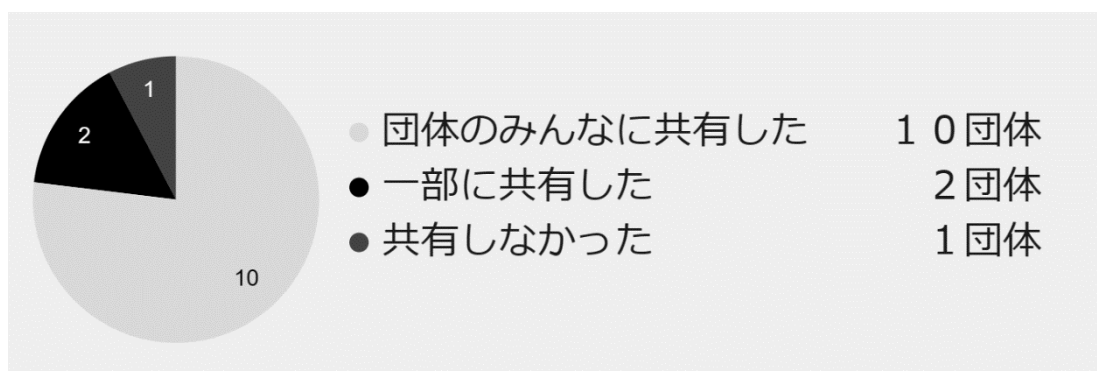 1
2
10
団体のみんなに共有した １０団体
一部に共有した ２団体
共有しなかった １団体